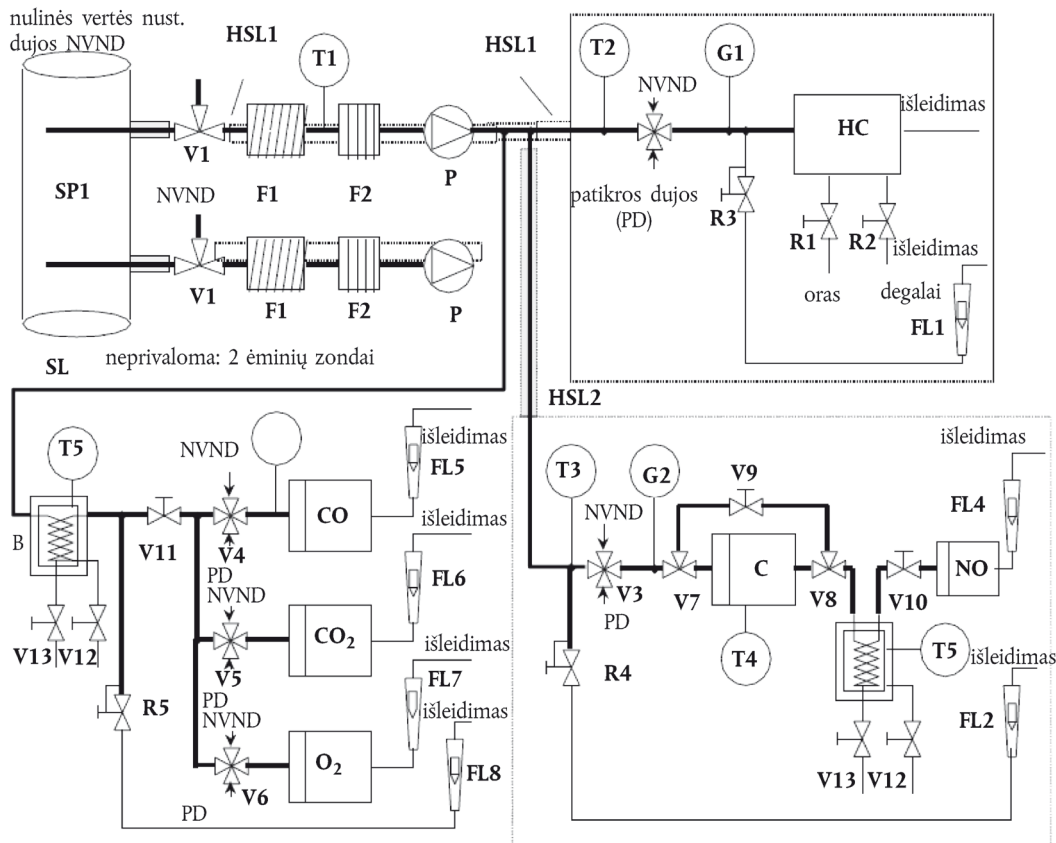 nulinės vertės nust.
dujos NVND
HSL1
T1
HSL1
T2
NVND
G1
HC
išleidimas
SP1
V1
F1
F2
P
patikros dujos
(PD)
R3
R1
R2
išleidimas
NVND
V1
F1
F2
P
oras
degalai
FL1
SL
neprivaloma: 2 ėminių zondai
HSL2
T5
NVND
išleidimas
FL5
B
V11
V4
CO
išleidimas
PD
NVND
FL6
V13
V12
V5
CO2
išleidimas
FL7
R5
PD
NVND
išleidimas
V6
O2
FL8
PD
T3
G2
V9
išleidimas
FL4
NVND
V3
V7
C
V8
V10
NO
PD
R4
T4
T5
išleidimas
FL2
V13
V12